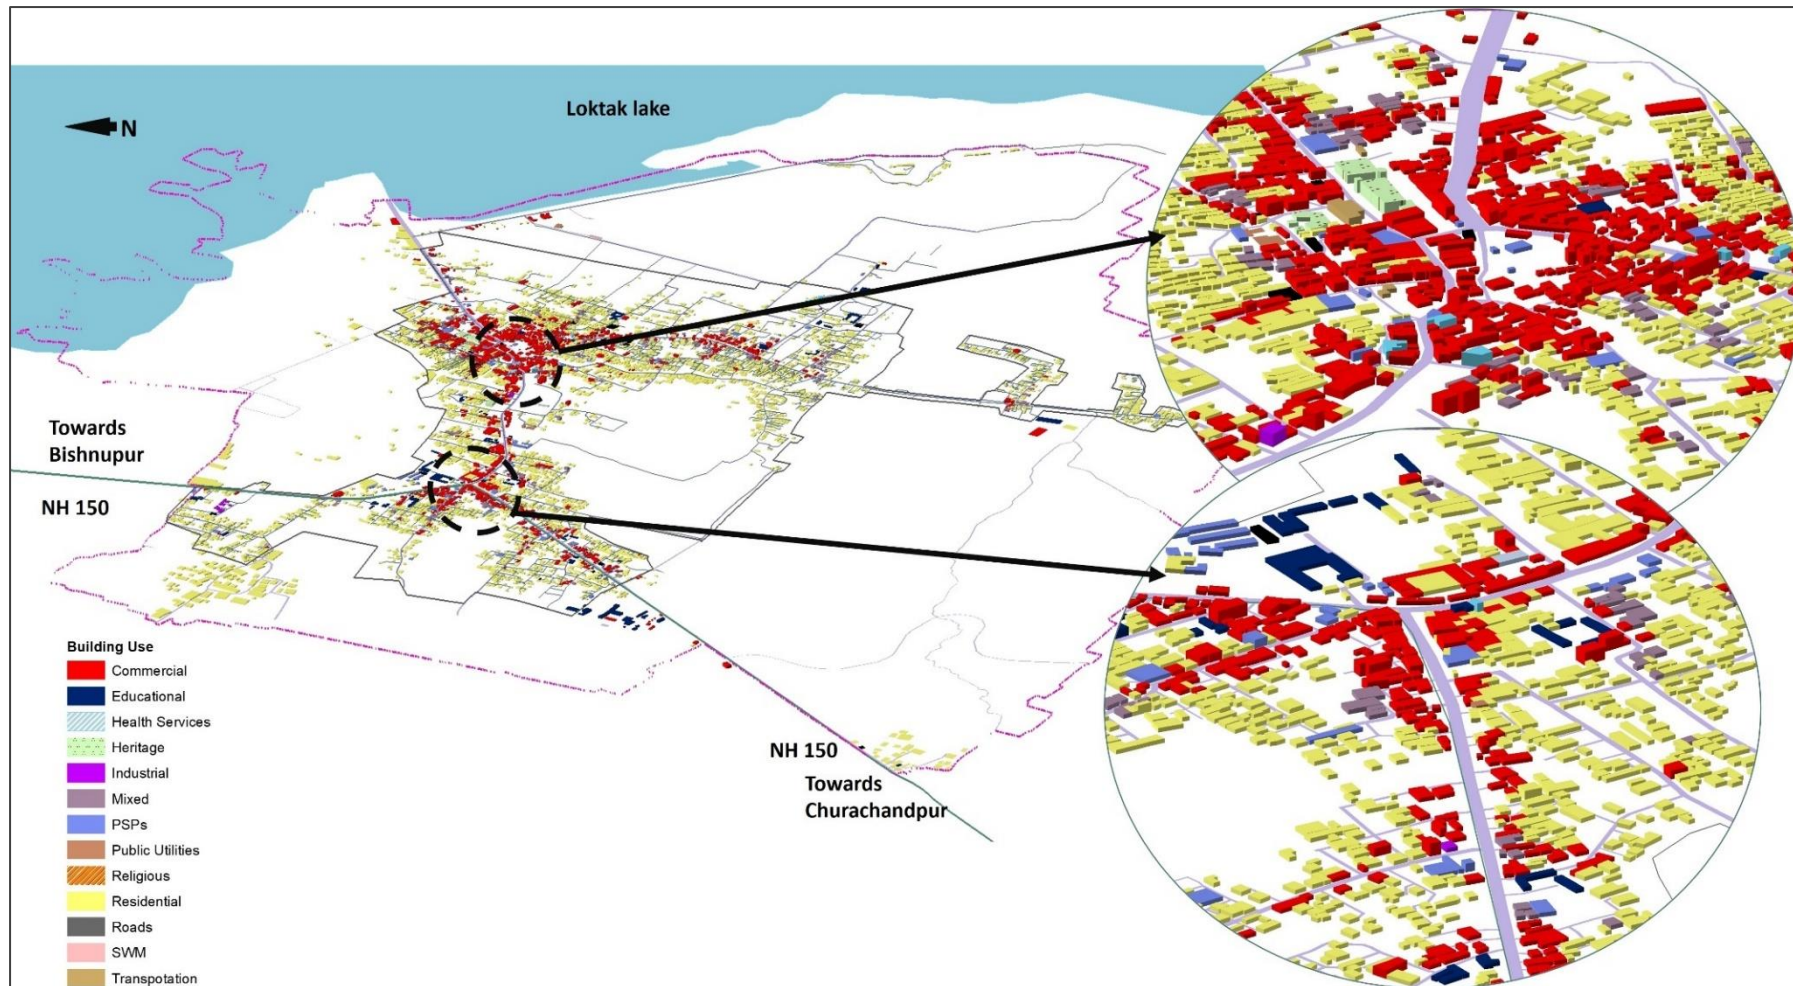 Loktak lake
N
Towards
Bishnupur
NH 150
NH 150
Towards
Churachandpur
Building Use
Commercial
Educational
Health Services
Heritage
Industrial
Mixed
PSPs
Public Utilities
Religious
Residential
Roads
SWM
Transpotation